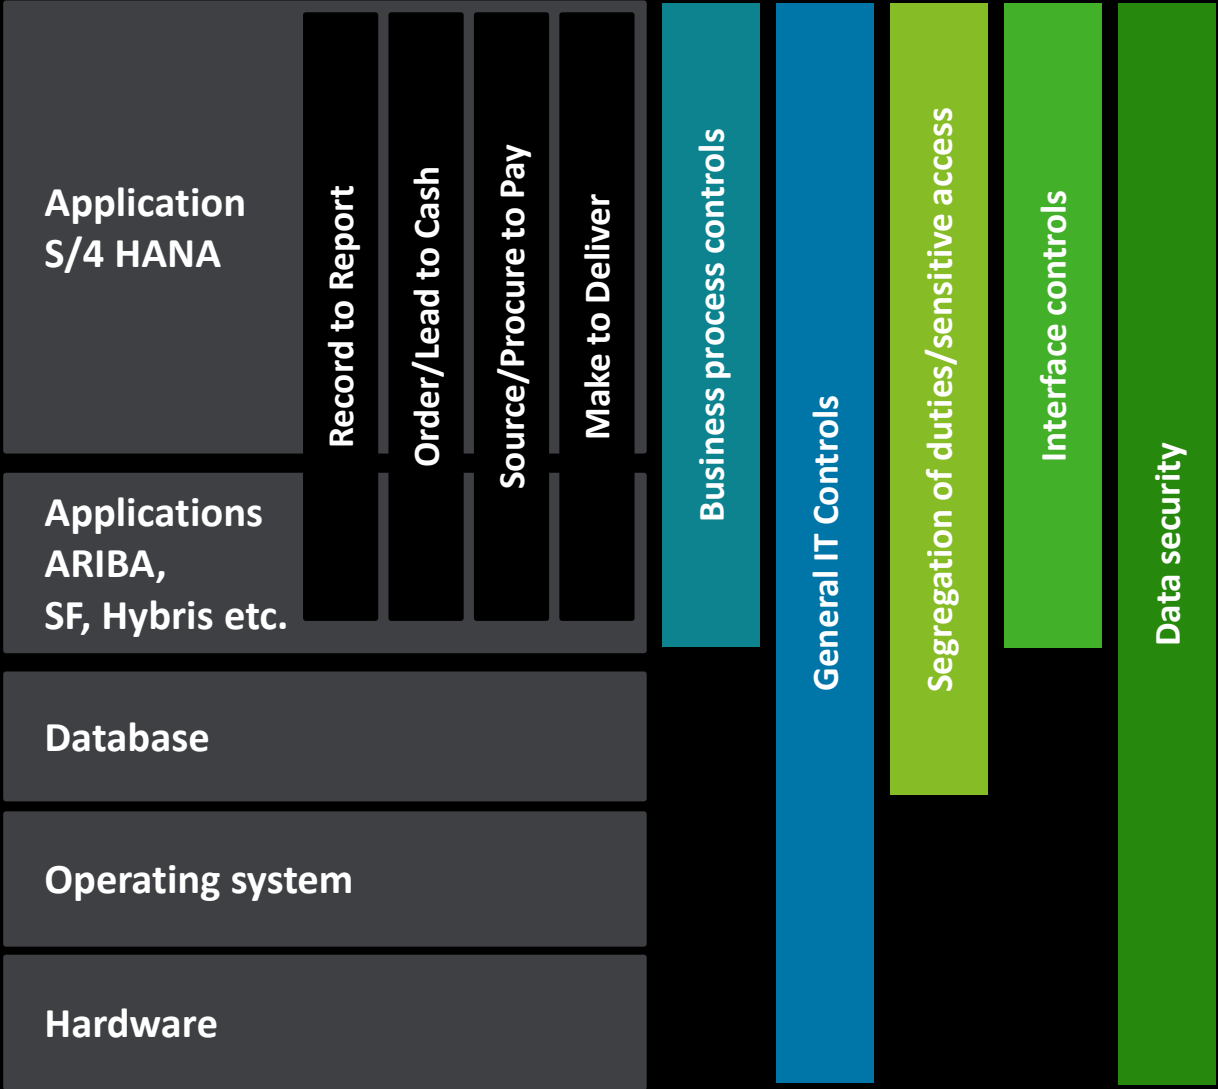 Application
S/4 HANA
Record to Report
Order/Lead to Cash
Source/Procure to Pay
Make to Deliver
Business process controls
General IT Controls
Segregation of duties/sensitive access
Interface controls
Data security
Applications
ARIBA,
SF, Hybris etc.
Database
Operating system
Hardware